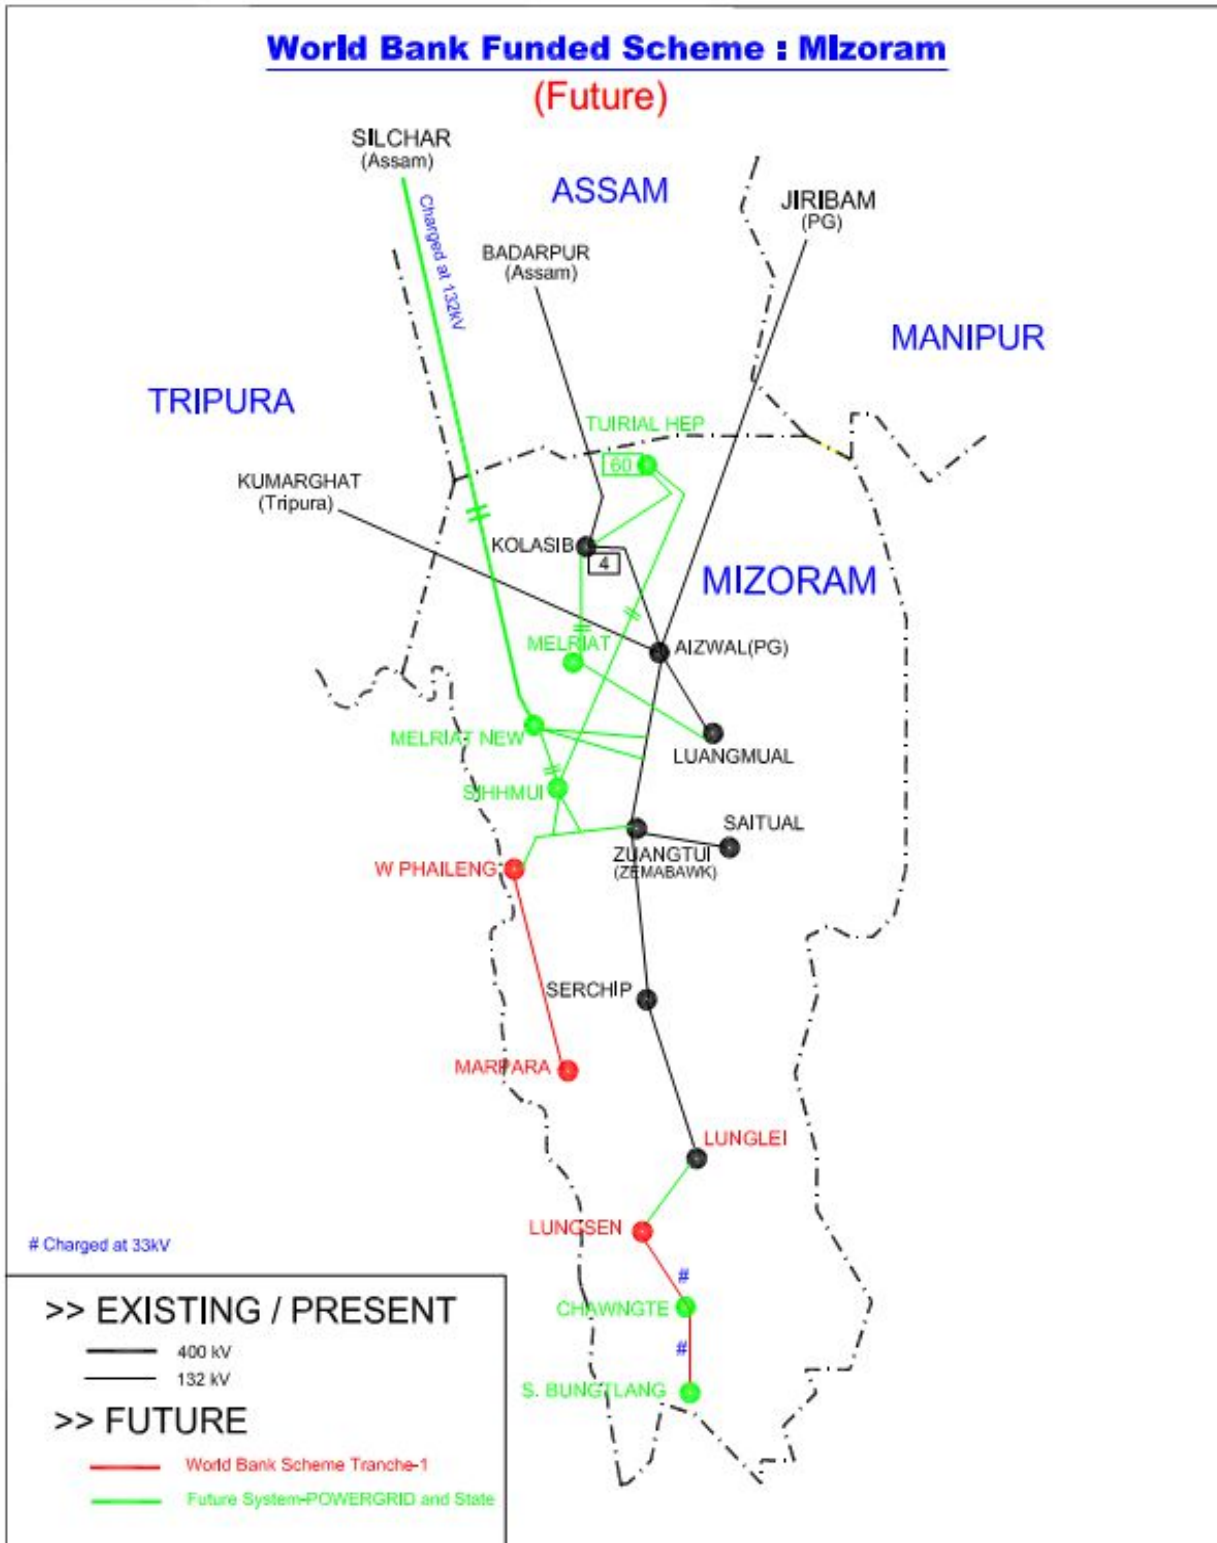 World Bank Funded Scheme : MIzoram
(Future)
SILCHAR
(Assam)
Charged at 132kV
ASSAM
JIRIBAM
(PG)
BADARPUR
(Assam)
MANIPUR
TRIPURA
TUIRIAL HEP
60
KUMARGHAT
(Tripura)
KOLASIB
4
MIZORAM
MELRIAT
AIZWAL(PG)
MELRIAT NEW
LUANGMUAL
SIHHMUI
SAITUAL
ZUANGTUI
(ZEMABAWK)
W PHAILENG
SERCHIP
MARPARA
LUNGLEI
LUNGSEN
# Charged at 33kV
#
CHAWNGTE
#
S. BUNGTLANG
>> EXISTING / PRESENT
400 kV
132 kV
>> FUTURE
World Bank Scheme Tranche-1
Future System-POWERGRID and State